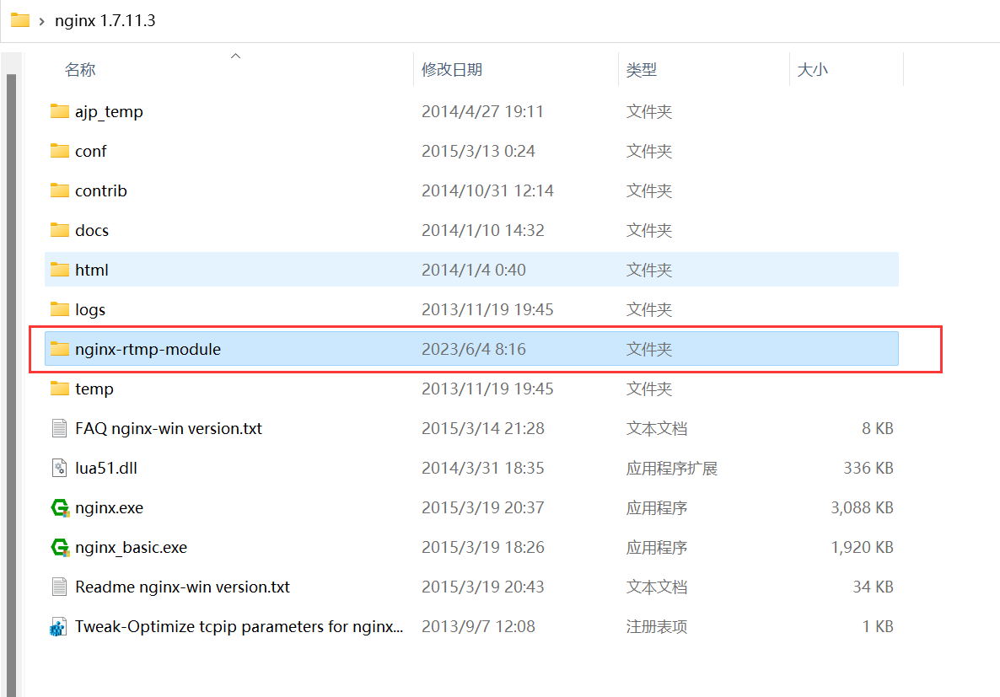 nginx 1.7.11.3
名称 修改日期 类型 大小
ajp_temp 2014/4/27 19:11 文件夹
conf 2015/3/13 0:24 文件夹
contrib 2014/10/31 12:14 文件夹
docs 2014/1/10 14:32 文件夹
html 2014/1/4 0:40 文件夹
logs 2013/11/19 19:45 文件夹
nginx-rtmp-module 2023/6/4 8:16 文件夹
temp 2013/11/19 19:45 文件夹
FAQ nginx-win version.txt 2015/3/14 21:28 文本文档 8 KB
lua51.dll 2014/3/31 18:35 应用程序扩展 336 KB
nginx.exe 2015/3/19 20:37 应用程序 3,088 KB
nginx_basic.exe 2015/3/19 18:26 应用程序 1,920 KB
Readme nginx-win version.txt 2015/3/19 20:43 文本文档 34 KB
Tweak-Optimize tcpip parameters for nginx... 2013/9/7 12:08 注册表项 1 KB